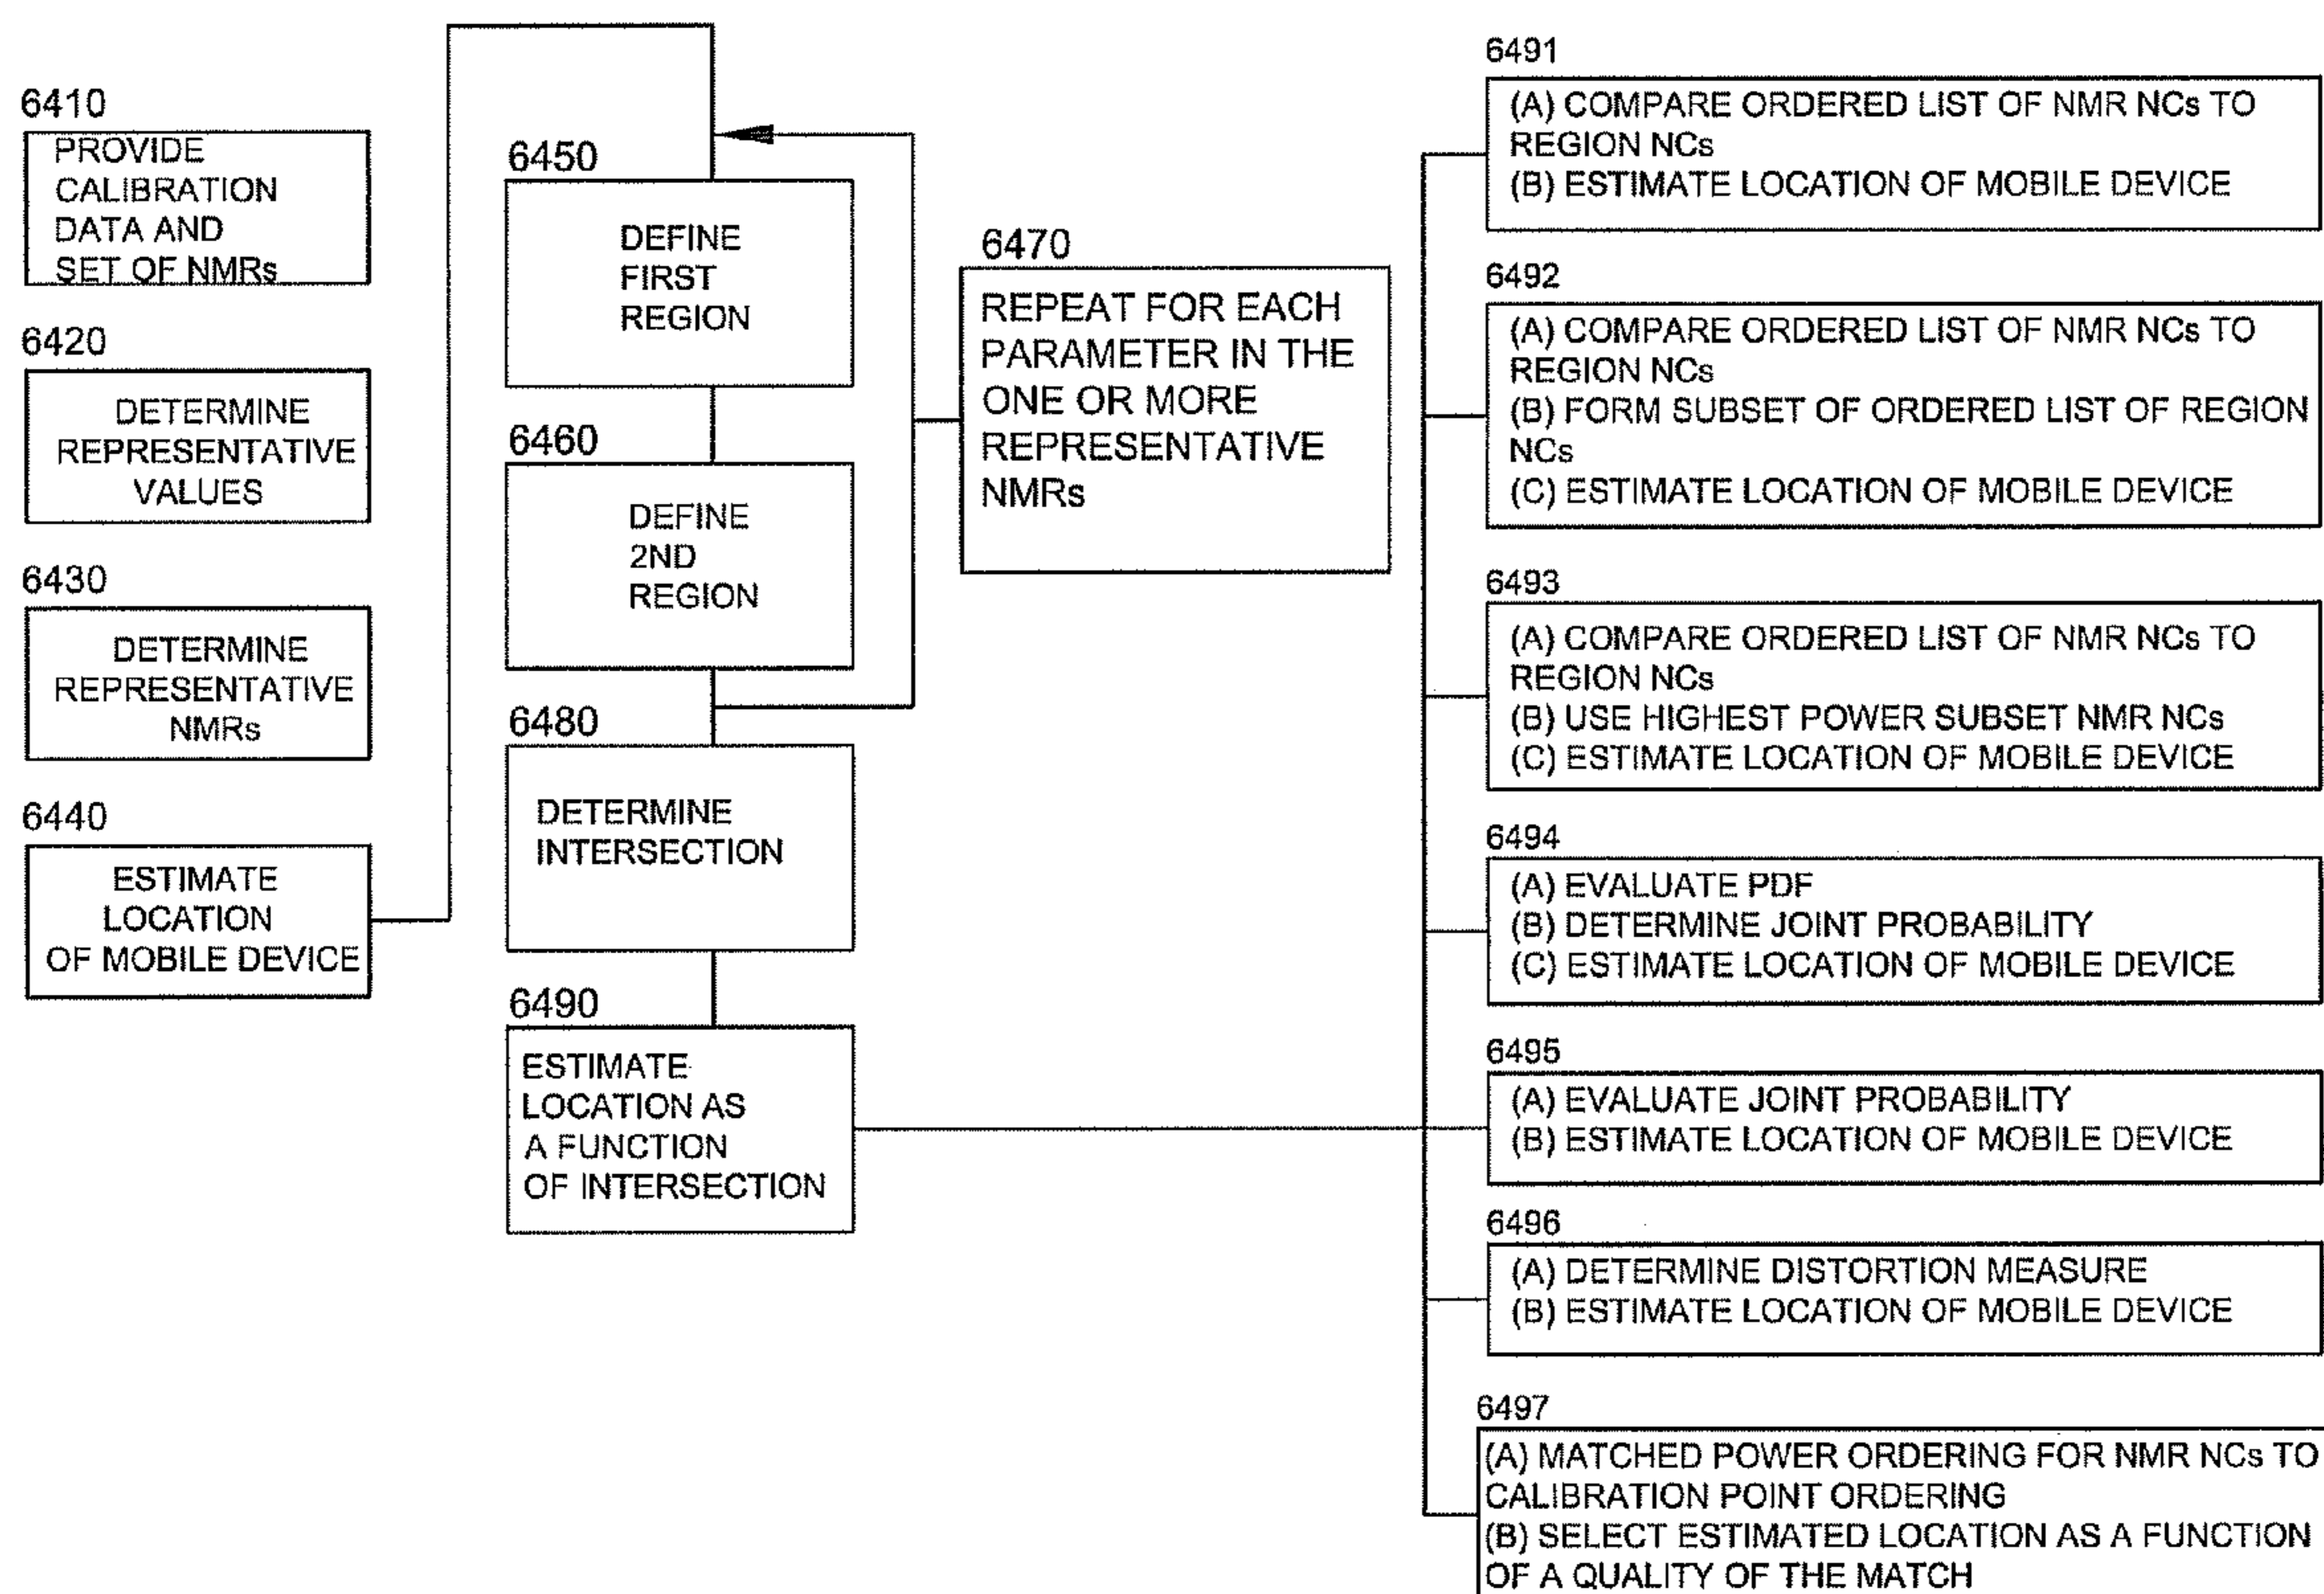 6410
PROVIDE
CALIBRATION
DATA AND
SET OF NMRs
6420
DETERMINE
REPRESENTATIVE
VALUES
6430
DETERMINE
REPRESENTATIVE
NMRs
6440
ESTIMATE
LOCATION
OF MOBILE DEVICE
6450
DEFINE
FIRST
REGION
6460
DEFINE
2ND
REGION
6470
REPEAT FOR EACH
PARAMETER IN THE
ONE OR MORE
REPRESENTATIVE
NMRs
6480
DETERMINE
INTERSECTION
6490
ESTIMATE
LOCATION AS
A FUNCTION
OF INTERSECTION
6491
(A) COMPARE ORDERED LIST OF NMR NCs TO
REGION NCs
(B) ESTIMATE LOCATION OF MOBILE DEVICE
6492
(A) COMPARE ORDERED LIST OF NMR NCs TO
REGION NCs
(B) FORM SUBSET OF ORDERED LIST OF REGION
NCs
(C) ESTIMATE LOCATION OF MOBILE DEVICE
6493
(A) COMPARE ORDERED LIST OF NMR NCs TO
REGION NCs
(B) USE HIGHEST POWER SUBSET NMR NCs
(C) ESTIMATE LOCATION OF MOBILE DEVICE
6494
(A) EVALUATE PDF
(B) DETERMINE JOINT PROBABILITY
(C) ESTIMATE LOCATION OF MOBILE DEVICE
6495
(A) EVALUATE JOINT PROBABILITY
(B) ESTIMATE LOCATION OF MOBILE DEVICE
6496
(A) DETERMINE DISTORTION MEASURE
(B) ESTIMATE LOCATION OF MOBILE DEVICE
6497
(A) MATCHED POWER ORDERING FOR NMR NCs TO
CALIBRATION POINT ORDERING
(B) SELECT ESTIMATED LOCATION AS A FUNCTION
OF A QUALITY OF THE MATCH